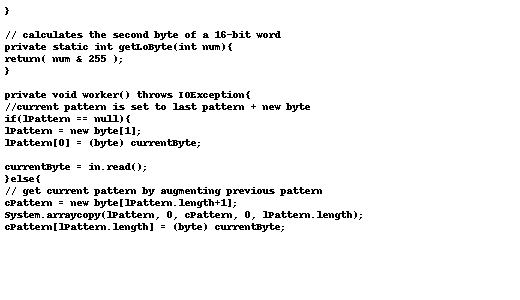 }
// calculates the second byte of a 16-bit word
private static int getLoByte(int num){
return( num & 255 );
}
private void worker() throws IOException{
//current pattern is set to last pattern + new byte
if(lPattern == null){
lPattern = new byte[1];
lPattern[0] = (byte) currentByte;
currentByte = in.read();
}else{
// get current pattern by augmenting previous pattern
cPattern = new byte[lPattern.length+1];
System.arraycopy(lPattern, 0, cPattern, 0, lPattern.length);
cPattern[lPattern.length] = (byte) currentByte;